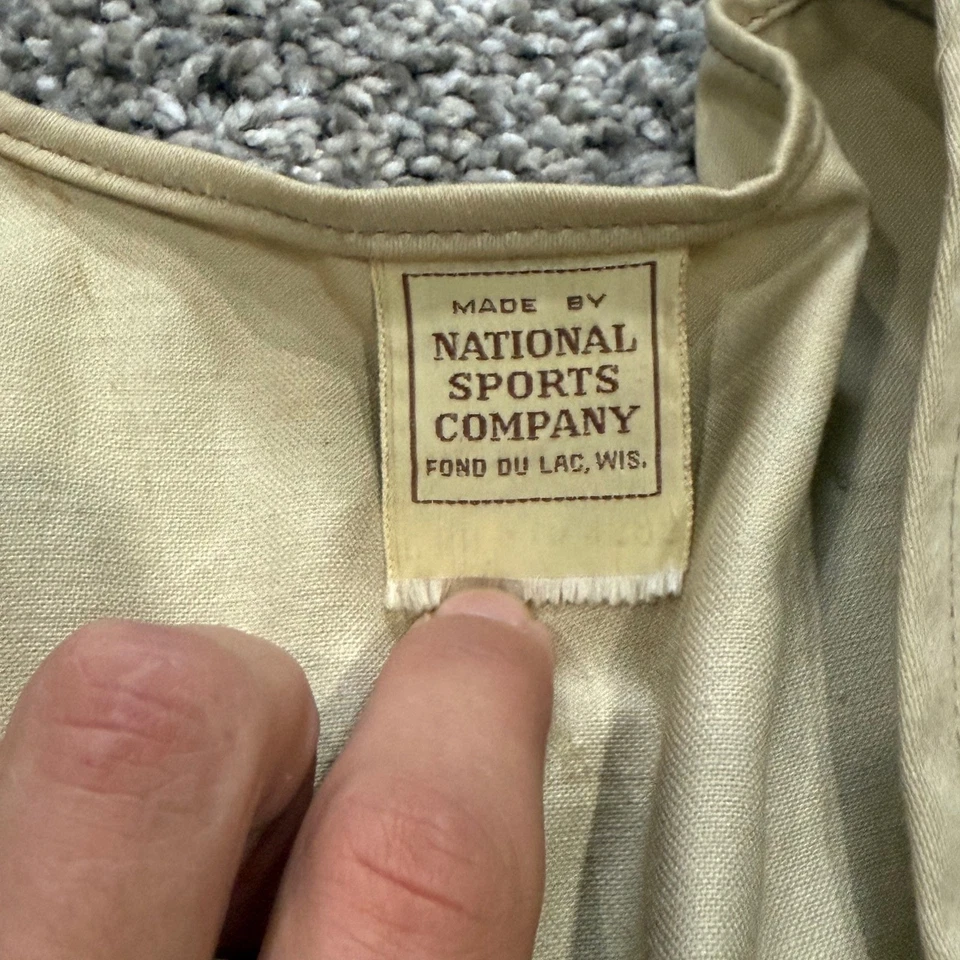 MADE BY
NATIONAL
SPORTS
COMPANY
FOND DU LAC, WIS.